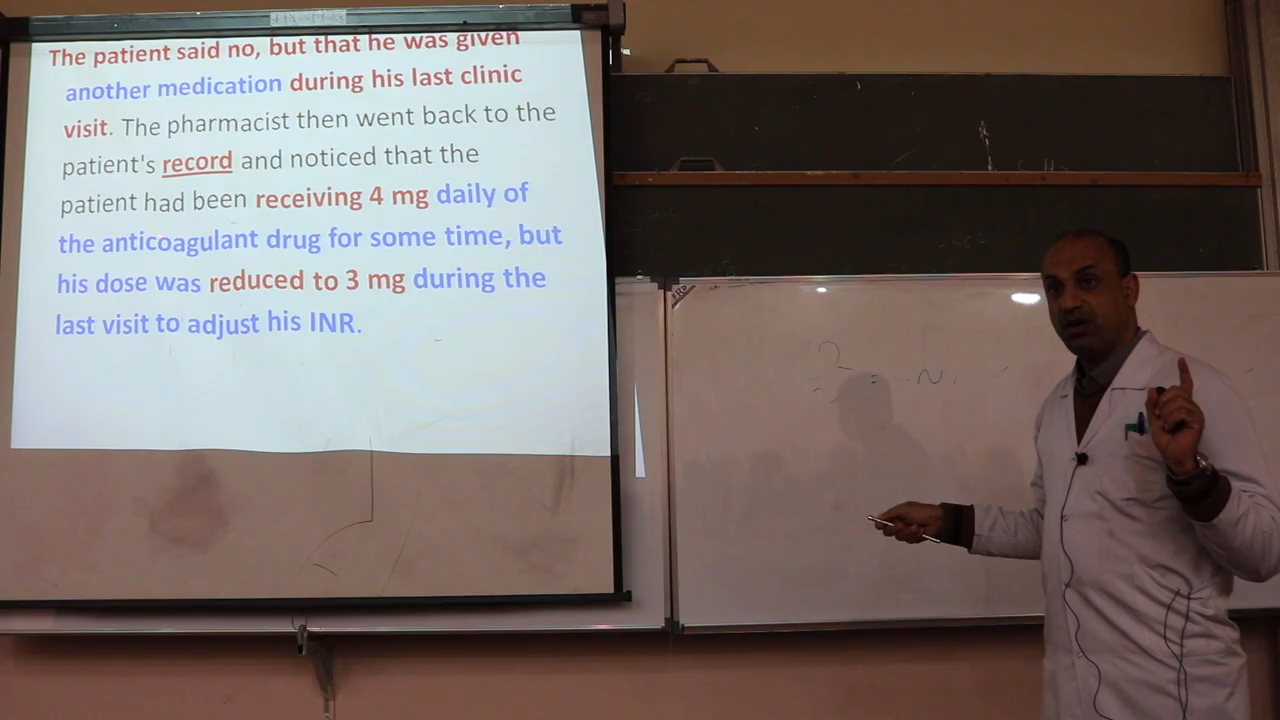 The patient said no, but that he was given
another medication during his last clinic
visit. The pharmacist then went back to the
patient's record and noticed that the
patient had been receiving 4 mg daily of
the anticoagulant drug for some time, but
his dose was reduced to 3 mg during the
last visit to adjust his INR.